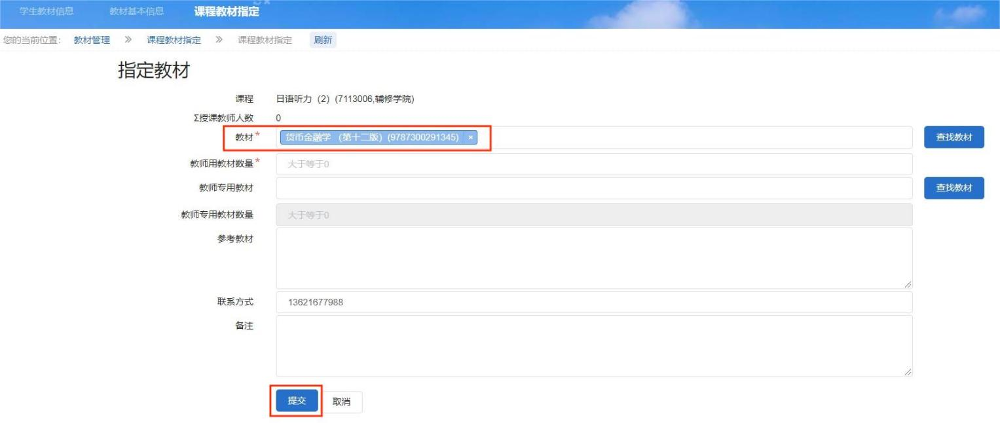 学生教材信息 教材基本信息 课程教材指定
您的当前位置： 教材管理 » 课程教材指定 » 课程教材指定 刷新
指定教材
课程 日语听力（2）(7113006,辅修学院)
Σ授课教师人数 0
教材* 货币金融学 （第十二版）(9787300291345) × 查找教材
教师用教材数量* 大于等于0
教师专用教材 查找教材
教师专用教材数量 大于等于0
参考教材
联系方式 13621677988
备注
提交 取消